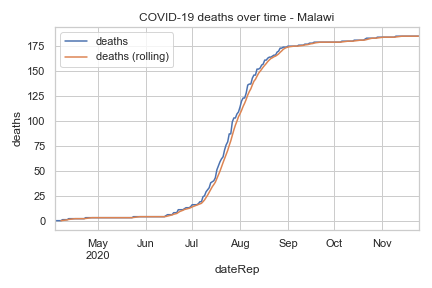 COVID-19 deaths over time - Malawi
deaths
deaths (rolling)
175
150
125
100
75
50
25
0
deaths
May Jun Jul Aug Sep Oct Nov
2020
dateRep